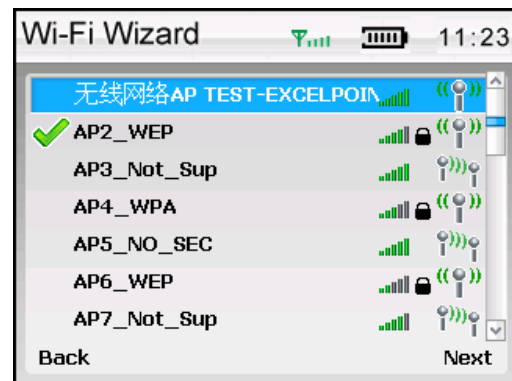 Wi-Fi Wizard 11:23
无线网络AP TEST-EXCELPOIN
AP2_WEP
AP3_Not_Sup
AP4_WPA
AP5_NO_SEC
AP6_WEP
AP7_Not_Sup
Back Next